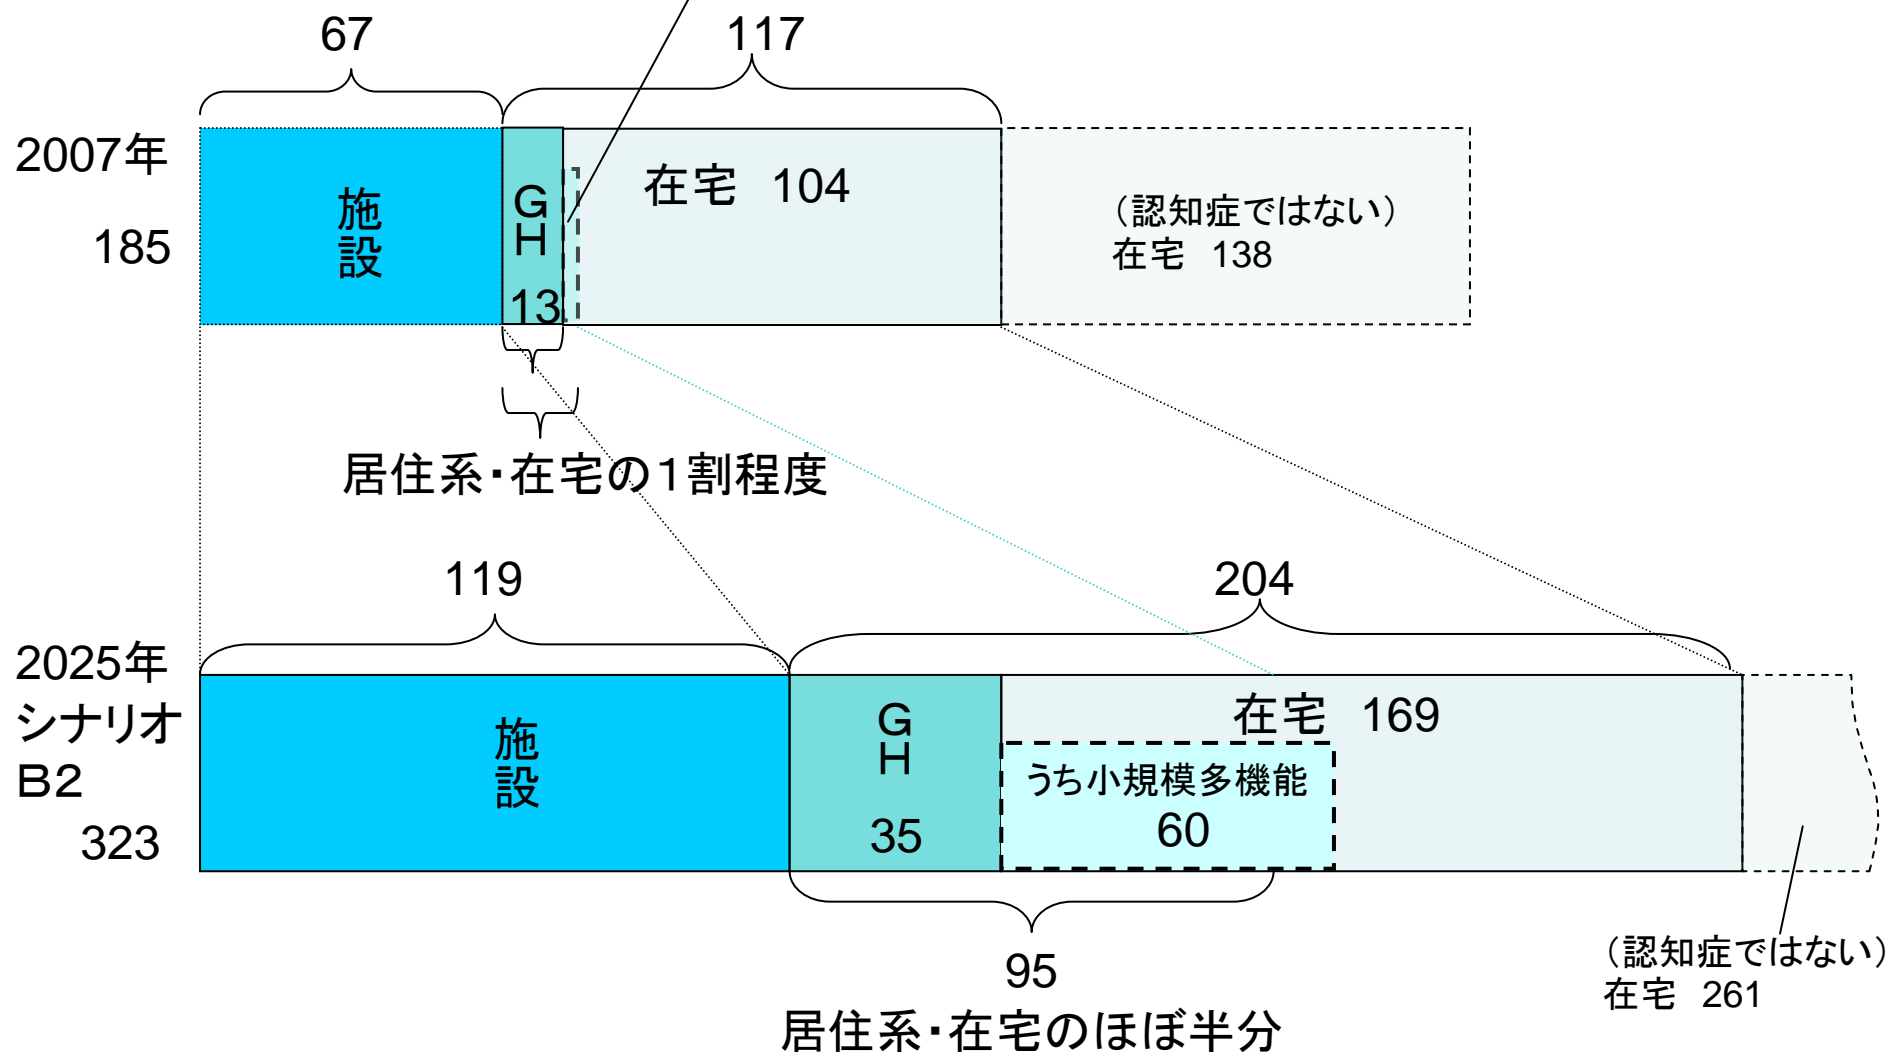 67
117
2007年
185
施設
GH
13
在宅 104
（認知症ではない）
在宅 138
居住系・在宅の１割程度
119
204
2025年
シナリオ
B2
323
施設
GH
35
在宅 169
うち小規模多機能
60
95
居住系・在宅のほぼ半分
（認知症ではない）
在宅 261